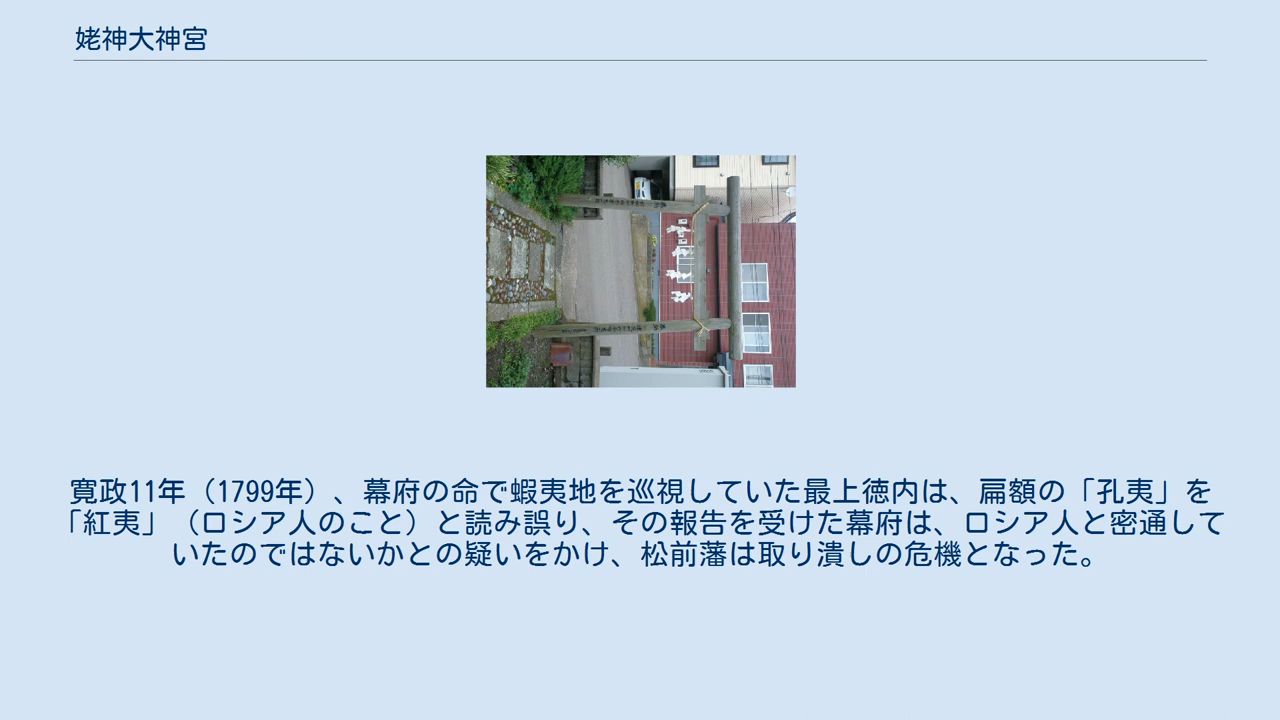 姥神大神宮
寛政11年（1799年）、幕府の命で蝦夷地を巡視していた最上徳内は、扁額の「孔夷」を
「紅夷」（ロシア人のこと）と読み誤り、その報告を受けた幕府は、ロシア人と密通して
いたのではないかとの疑いをかけ、松前藩は取り潰しの危機となった。